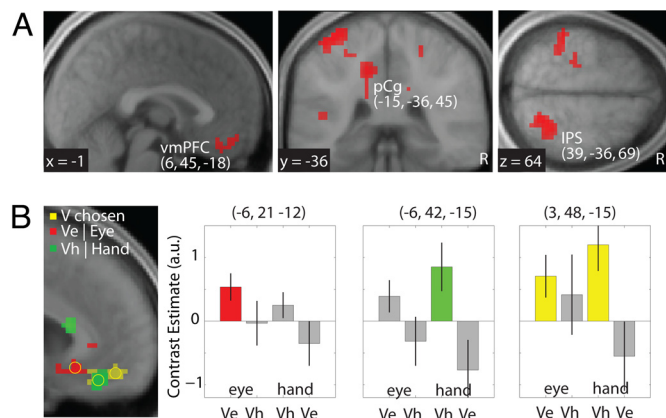 A
vmPFC
(6, 45, -18)
x = -1
pCg
(-15, -36, 45)
y = -36
R
IPS
(39, -36, 69)
z = 64
R
B
V chosen
Ve | Eye
Vh | Hand
Contrast Estimate (a.u.)
1
0
−1
(-6, 21 -12)
eye hand
Ve Vh Vh Ve
(-6, 42, -15)
eye hand
Ve Vh Vh Ve
(3, 48, -15)
eye hand
Ve Vh Vh Ve